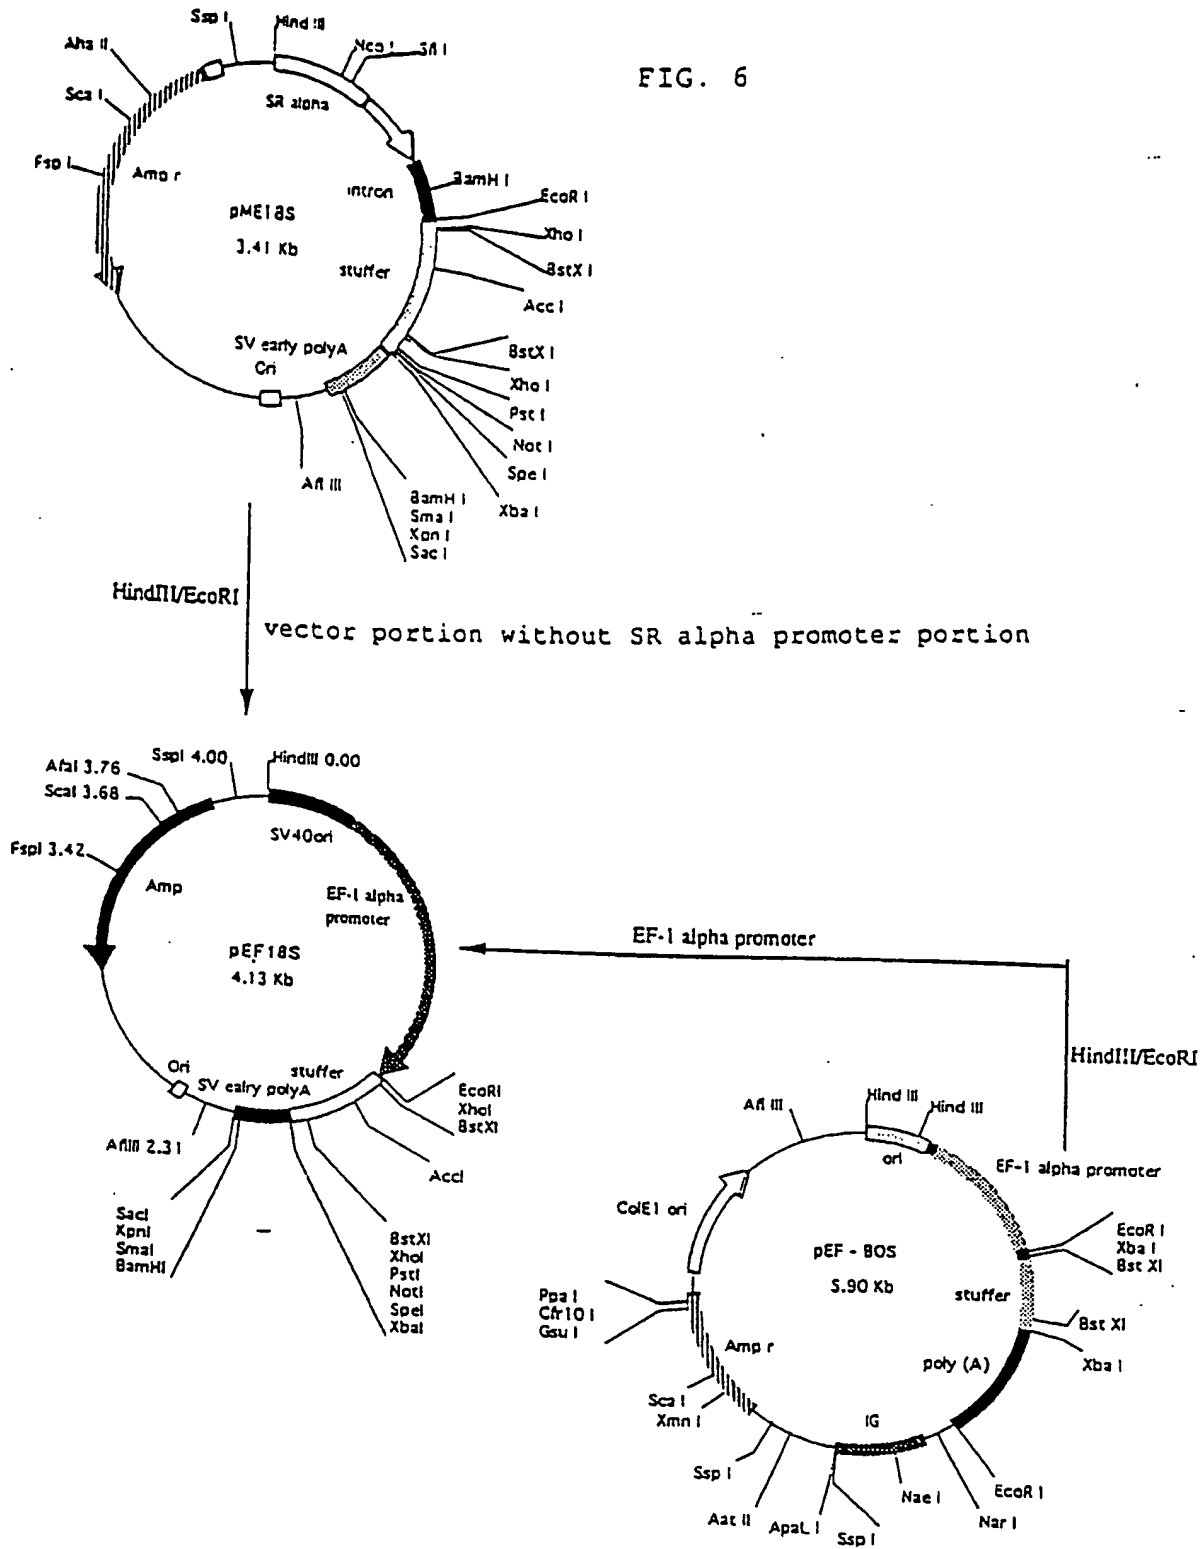 FIG. 6
Ssp I
Hind III
Nco I
Sfi I
Aha II
Sca I
Fsp I
SR alpha
Amp r
intron
BamH I
EcoR I
pME18S
3.41 Kb
Xho I
BstX I
stuffer
Acc I
SV early polyA
Ori
BstX I
Xho I
Pst I
Not I
Spe I
Xba I
Afl III
BamH I
Sma I
Xpn I
Sac I
HindIII/EcoRI
vector portion without SR alpha promoter portion
SspI 4.00
HindIII 0.00
AfaI 3.76
ScaI 3.68
FspI 3.42
SV40ori
Amp
EF-1 alpha
promoter
pEF18S
4.13 Kb
EF-1 alpha promoter
HindIII/EcoRI
Ori
SV ealry polyA
stuffer
EcoRI
XhoI
BstXI
AflIII 2.31
AccI
SacI
XpnI
SmaI
BamHI
BstXI
XhoI
PstI
NotI
SpeI
XbaI
Afl III
Hind III
Hind III
ori
EF-1 alpha promoter
ColE1 ori
pEF - BOS
5.90 Kb
EcoR I
Xba I
Bst XI
stuffer
Ppa I
Cfr10 I
Gsu I
Bst XI
Xba I
Amp r
poly (A)
Sca I
Xmn I
IG
Ssp I
Aat II
ApaL I
Ssp I
Nae I
Nar I
EcoR I